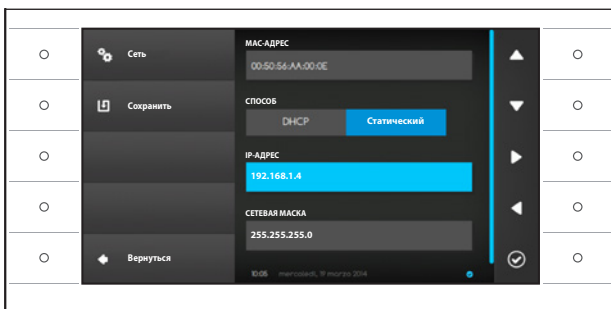 Сеть
Сохранить
Вернуться
MAC-АДРЕС
00:50:56:AA:00:0E
СПОСОБ
DHCP
Статический
IP-АДРЕС
192.168.1.4
СЕТЕВАЯ МАСКА
255.255.255.0
10:05 mercoledì, 19 marzo 2014